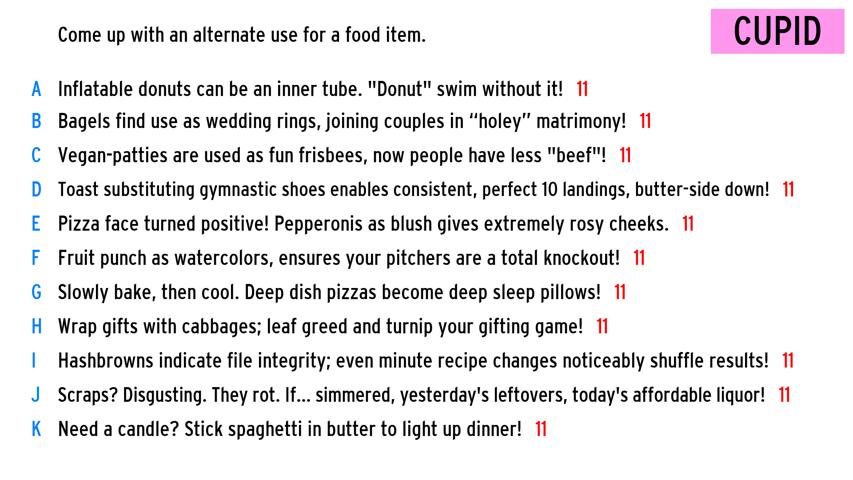 Come up with an alternate use for a food item.
CUPID
A Inflatable donuts can be an inner tube. "Donut" swim without it! 11
B Bagels find use as wedding rings, joining couples in “holey” matrimony! 11
C Vegan-patties are used as fun frisbees, now people have less "beef"! 11
D Toast substituting gymnastic shoes enables consistent, perfect 10 landings, butter-side down! 11
E Pizza face turned positive! Pepperonis as blush gives extremely rosy cheeks. 11
F Fruit punch as watercolors, ensures your pitchers are a total knockout! 11
G Slowly bake, then cool. Deep dish pizzas become deep sleep pillows! 11
H Wrap gifts with cabbages; leaf greed and turnip your gifting game! 11
I Hashbrowns indicate file integrity; even minute recipe changes noticeably shuffle results! 11
J Scraps? Disgusting. They rot. If... simmered, yesterday's leftovers, today's affordable liquor! 11
K Need a candle? Stick spaghetti in butter to light up dinner! 11